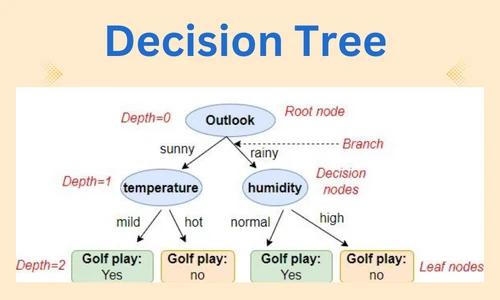 Decision Tree
Depth=0
Outlook
Root node
sunny
rainy
Branch
Depth=1
temperature
humidity
Decision
nodes
mild
hot
normal
high
Depth=2
Golf play:
Yes
Golf play:
no
Golf play:
Yes
Golf play:
no
Leaf nodes